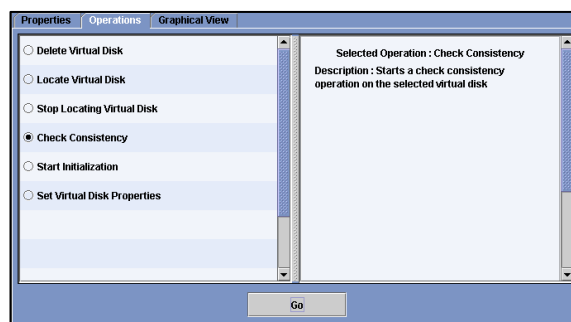 Properties Operations Graphical View
Delete Virtual Disk
Locate Virtual Disk
Stop Locating Virtual Disk
Check Consistency
Start Initialization
Set Virtual Disk Properties
Selected Operation : Check Consistency
Description : Starts a check consistency
operation on the selected virtual disk
Go